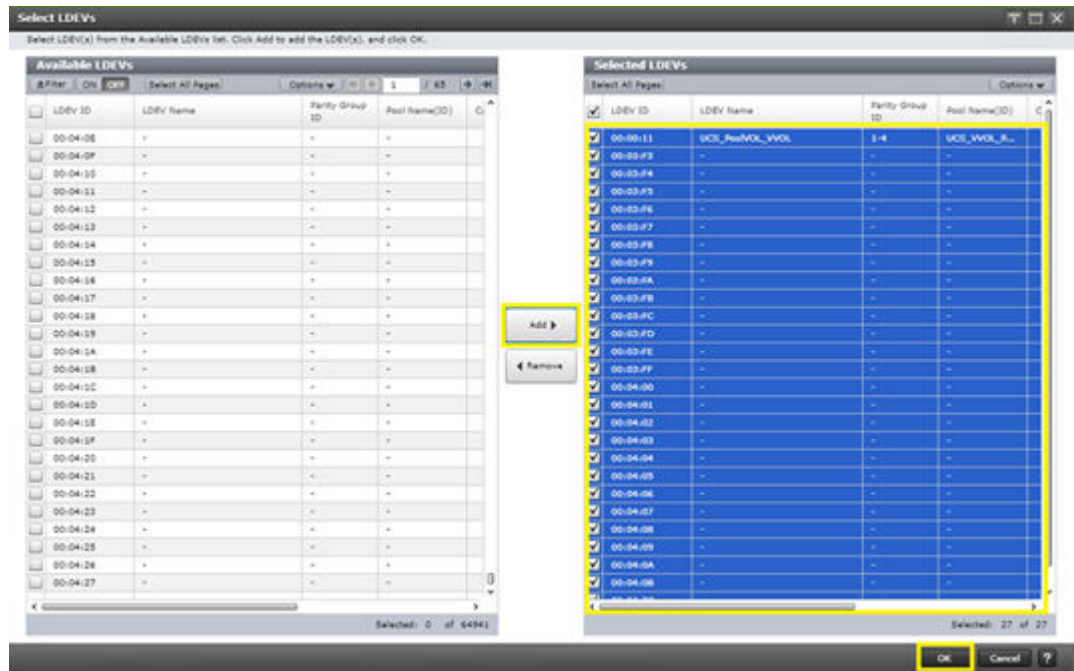 Select LDEVs
Select LDEV(s) from the Available LDEVs list. Click Add to add the LDEV(s), and click OK.
Available LDEVs
Filter ON OFF Select All Pages Options 1 / 65
LDEV ID LDEV Name Parity Group ID Pool Name(ID) C
00:04:0E - - -
00:04:0F - - -
00:04:10 - - -
00:04:11 - - -
00:04:12 - - -
00:04:13 - - -
00:04:14 - - -
00:04:15 - - -
00:04:16 - - -
00:04:17 - - -
00:04:18 - - -
00:04:19 - - -
00:04:1A - - -
00:04:1B - - -
00:04:1C - - -
00:04:1D - - -
00:04:1E - - -
00:04:1F - - -
00:04:20 - - -
00:04:21 - - -
00:04:22 - - -
00:04:23 - - -
00:04:24 - - -
00:04:25 - - -
00:04:26 - - -
00:04:27 - - -
Selected: 0 of 64941
Add
Remove
Selected LDEVs
Select All Pages Options
LDEV ID LDEV Name Parity Group ID Pool Name(ID) C
00:00:11 UCS_PoolVOL_VVOL 1-4 UCS_VVOL_P...
00:03:F3 - - -
00:03:F4 - - -
00:03:F5 - - -
00:03:F6 - - -
00:03:F7 - - -
00:03:F8 - - -
00:03:F9 - - -
00:03:FA - - -
00:03:FB - - -
00:03:FC - - -
00:03:FD - - -
00:03:FE - - -
00:03:FF - - -
00:04:00 - - -
00:04:01 - - -
00:04:02 - - -
00:04:03 - - -
00:04:04 - - -
00:04:05 - - -
00:04:06 - - -
00:04:07 - - -
00:04:08 - - -
00:04:09 - - -
00:04:0A - - -
00:04:0B - - -
Selected: 27 of 27
OK Cancel ?